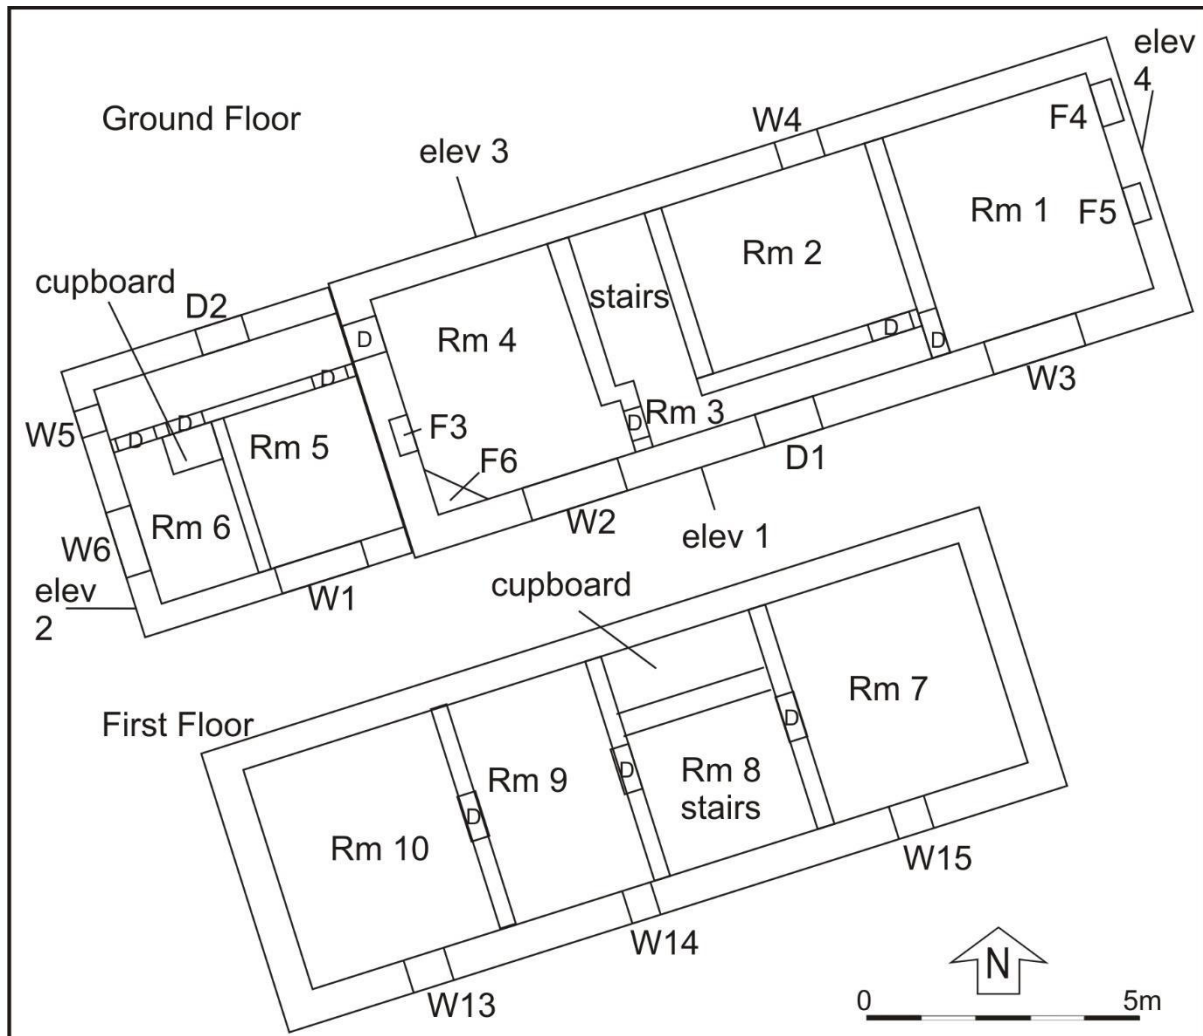 Ground Floor
elev
4
W4
F4
elev 3
Rm 1
F5
Rm 2
cupboard
D2
stairs
D
Rm 4
D
D
W3
D
D
D
W5
F3
D
Rm 3
Rm 5
F6
D1
Rm 6
W2
W6
elev 1
elev
2
W1
cupboard
First Floor
Rm 7
D
D
Rm 8
stairs
Rm 9
D
Rm 10
W15
W14
W13
N
0
5m